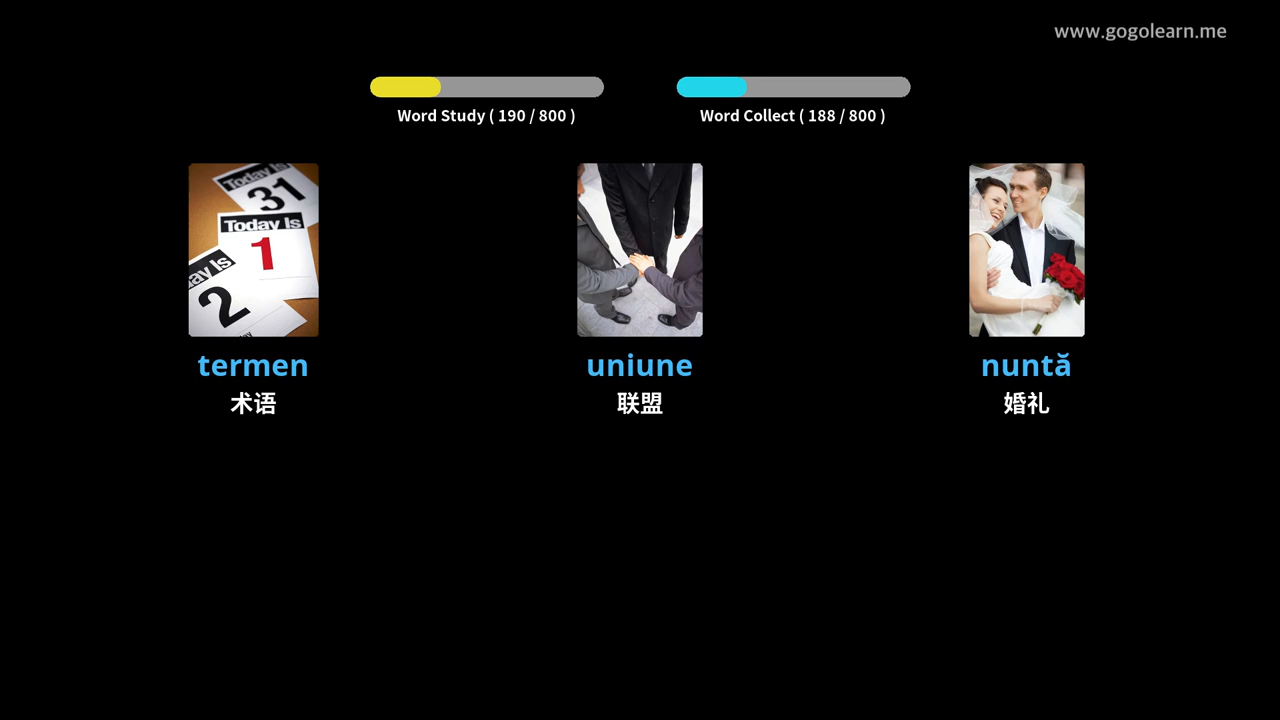 www.gogolearn.me
Word Study ( 190 / 800 )
Word Collect ( 188 / 800 )
Today Is
31
Today Is
1
ay Is
2
termen
uniune
nuntă
术语
联盟
婚礼